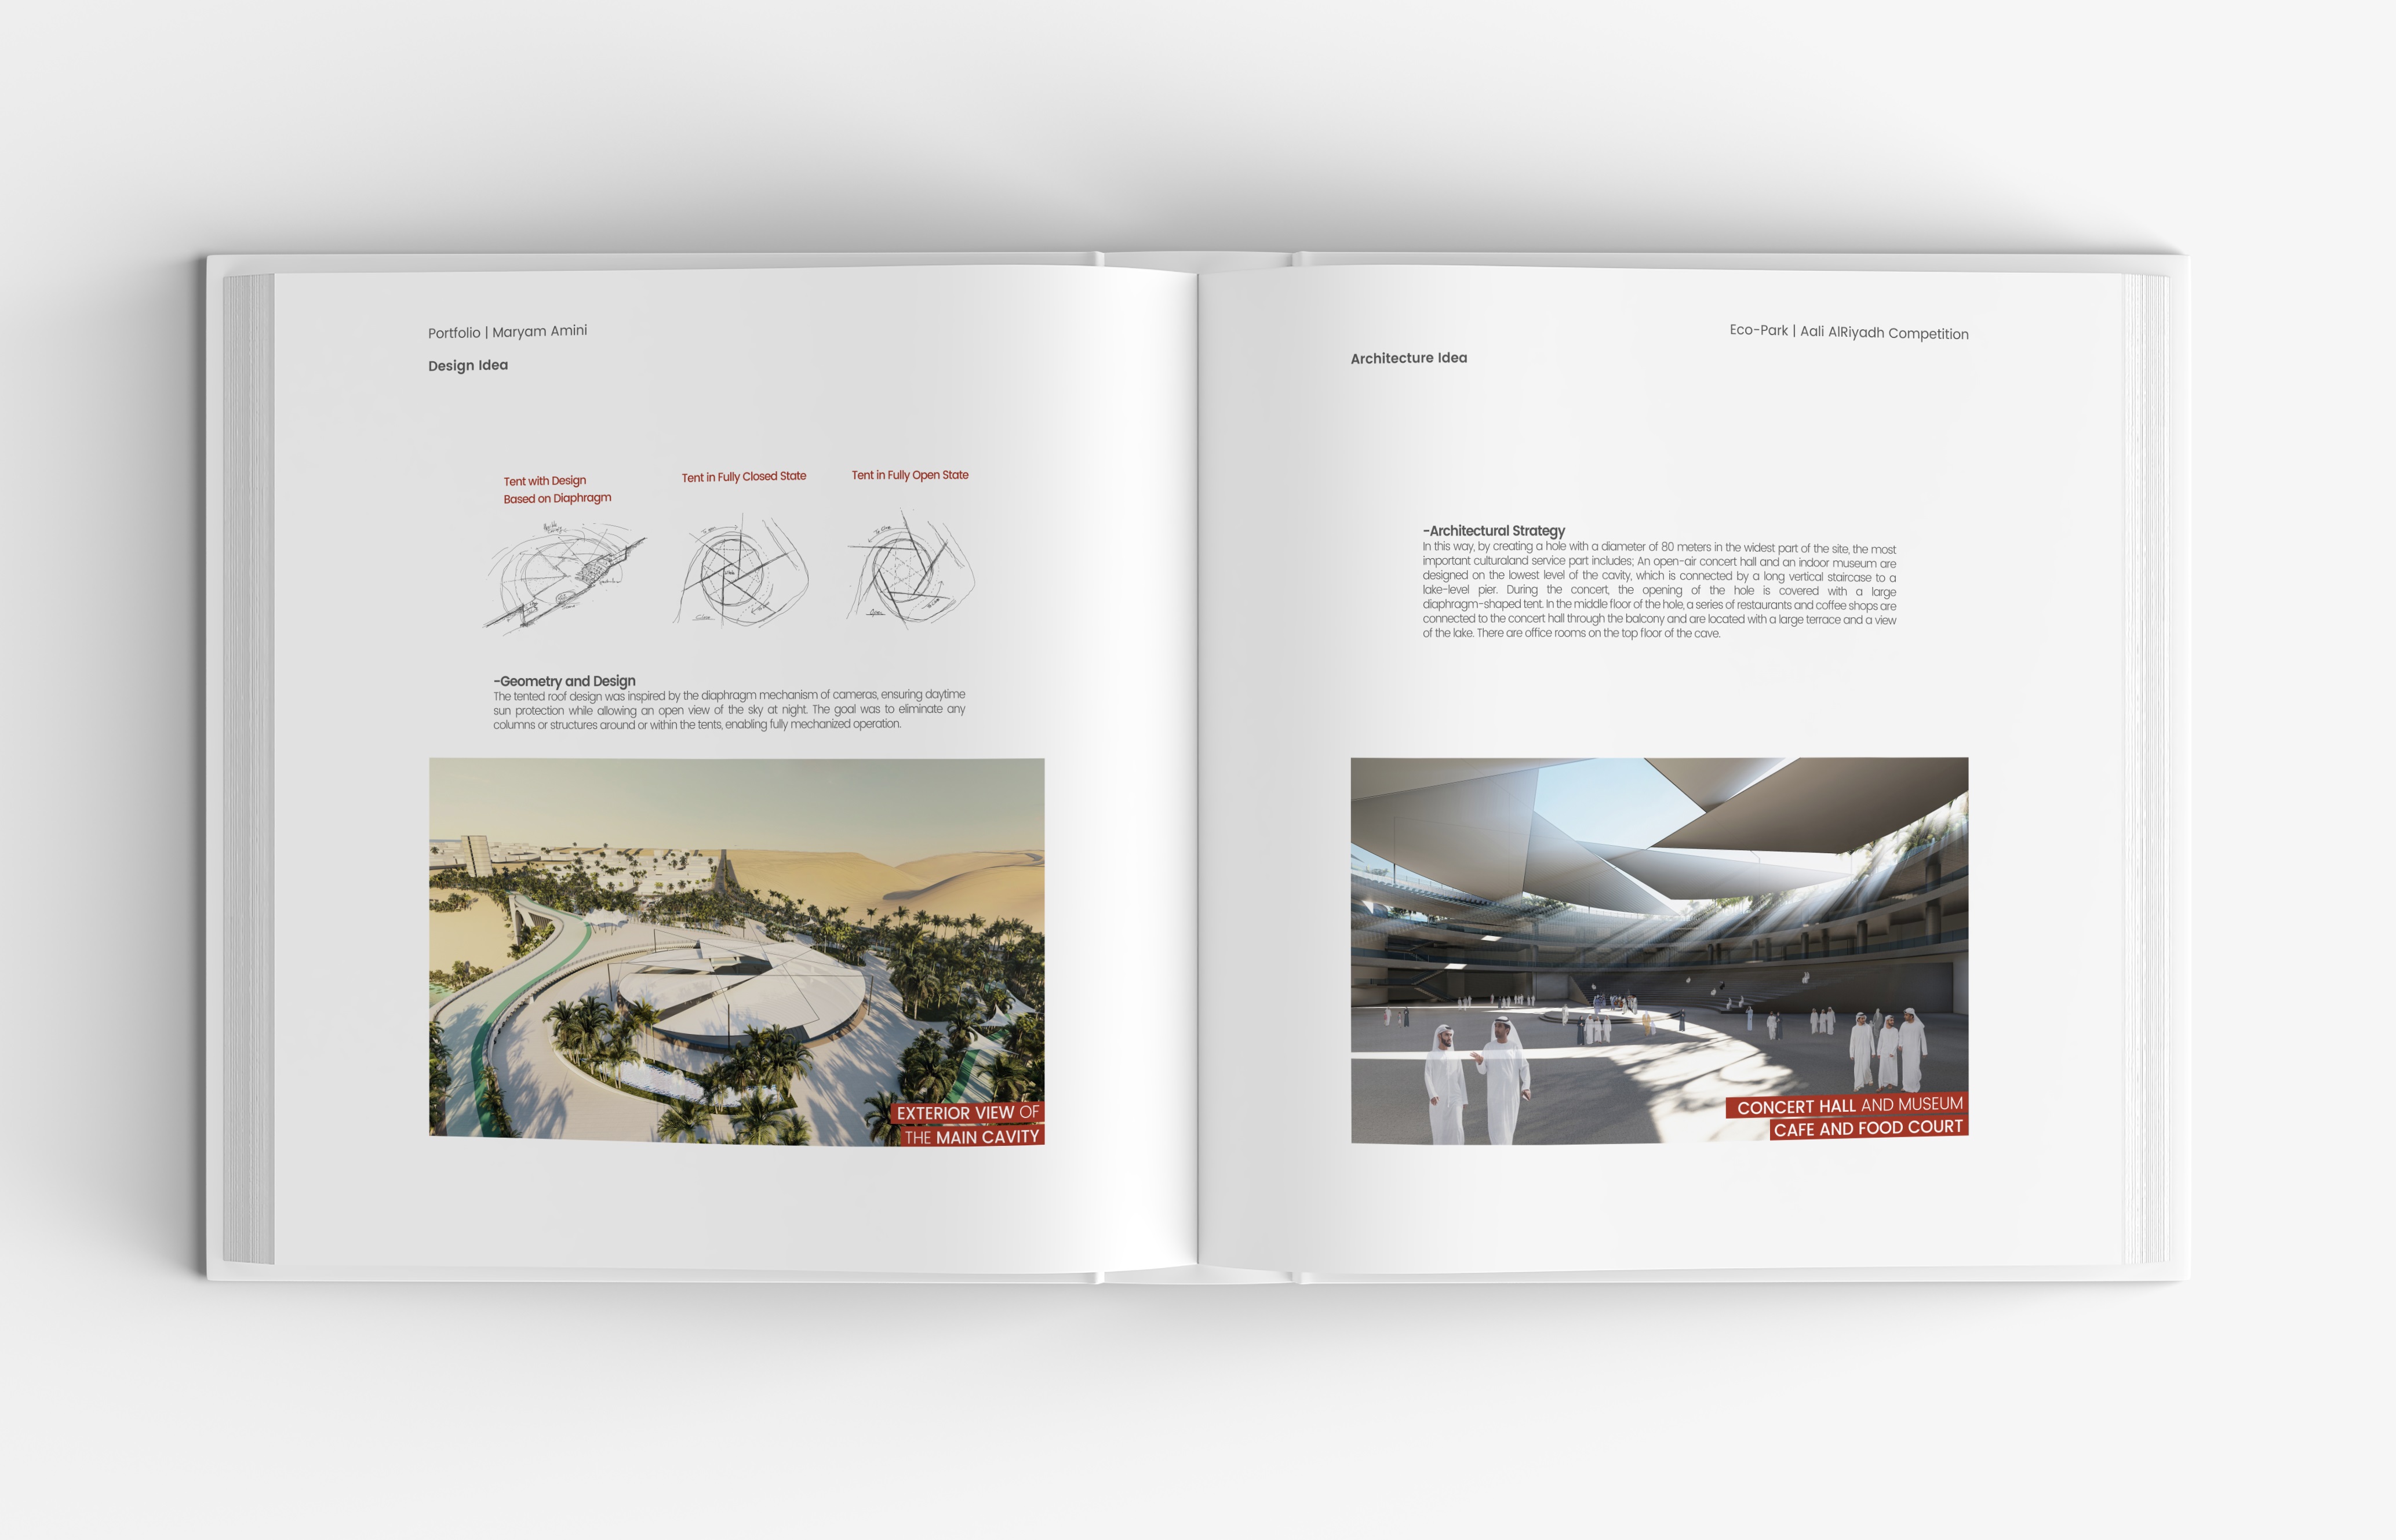 Portfolio | Maryam Amini
Design Idea
Tent with Design
Based on Diaphragm
Tent in Fully Closed State
Tent in Fully Open State
-Geometry and Design
The tented roof design was inspired by the diaphragm mechanism of cameras, ensuring daytime
sun protection while allowing an open view of the sky at night. The goal was to eliminate any
columns or structures around or within the tents, enabling fully mechanized operation.
EXTERIOR VIEW OF
THE MAIN CAVITY
Eco-Park | Aali AlRiyadh Competition
Architecture Idea
-Architectural Strategy
In this way, by creating a hole with a diameter of 80 meters in the widest part of the site, the most
important culturaland service part includes; An open-air concert hall and an indoor museum are
designed on the lowest level of the cavity, which is connected by a long vertical staircase to a
lake-level pier. During the concert, the opening of the hole is covered with a large
diaphragm-shaped tent. In the middle floor of the hole, a series of restaurants and coffee shops are
connected to the concert hall through the balcony and are located with a large terrace and a view
of the lake. There are office rooms on the top floor of the cave.
CONCERT HALL AND MUSEUM
CAFE AND FOOD COURT